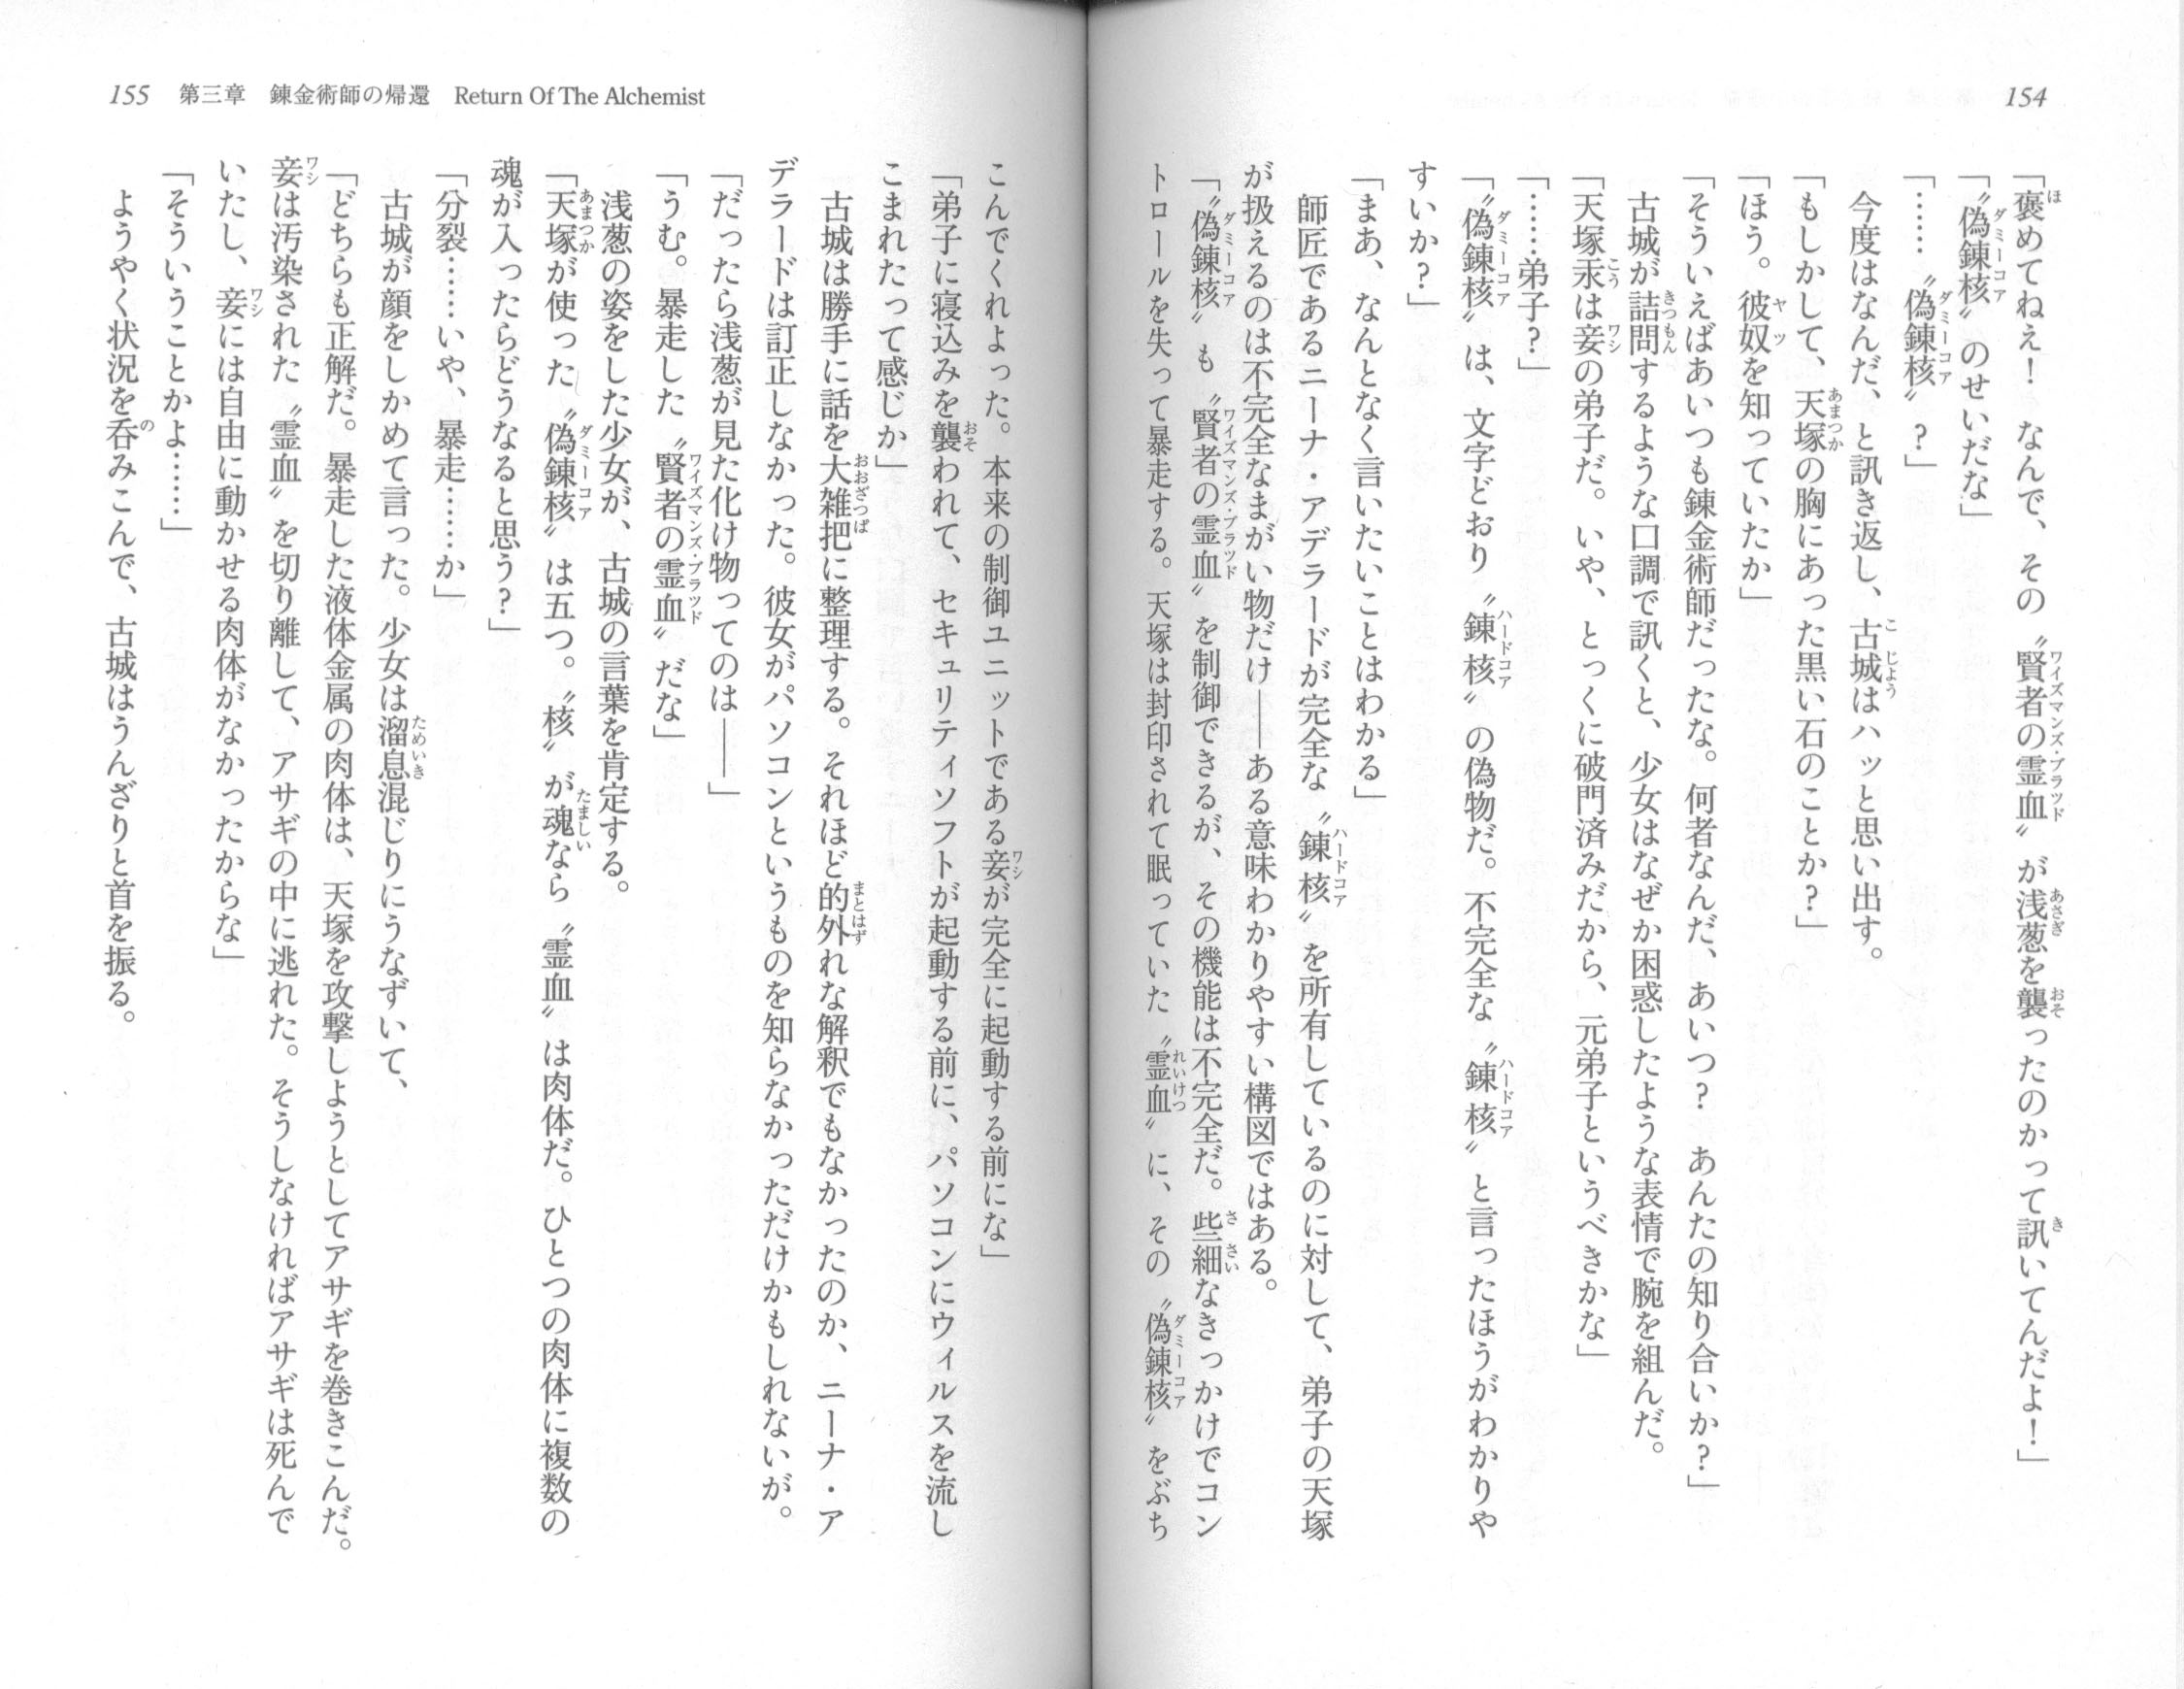 154
「褒めてねえ！　なんで、その〝賢者の霊血〟が浅葱を襲ったのかって訊いてんだよ！」
「〝偽錬核〟のせいだな」
「……〝偽錬核〟？」
　今度はなんだ、と訊き返し、古城はハッと思い出す。
「もしかして、天塚の胸にあった黒い石のことか？」
「ほう。彼奴を知っていたか」
「そういえばあいつも錬金術師だったな。何者なんだ、あいつ？　あんたの知り合いか？」
　古城が詰問するような口調で訊くと、少女はなぜか困惑したような表情で腕を組んだ。
「天塚汞は妾の弟子だ。いや、とっくに破門済みだから、元弟子というべきかな」
「……弟子？」
「〝偽錬核〟は、文字どおり〝錬核〟の偽物だ。不完全な〝錬核〟と言ったほうがわかりや
すいか？」
「まあ、なんとなく言いたいことはわかる」
　師匠であるニーナ・アデラードが完全な〝錬核〟を所有しているのに対して、弟子の天塚
が扱えるのは不完全なまがい物だけ――ある意味わかりやすい構図ではある。
「〝偽錬核〟も〝賢者の霊血〟を制御できるが、その機能は不完全だ。些細なきっかけでコン
トロールを失って暴走する。天塚は封印されて眠っていた〝霊血〟に、その〝偽錬核〟をぶち
155　第三章　錬金術師の帰還　Return Of The Alchemist
こんでくれよった。本来の制御ユニットである妾が完全に起動する前にな」
「弟子に寝込みを襲われて、セキュリティソフトが起動する前に、パソコンにウィルスを流し
こまれたって感じか」
　古城は勝手に話を大雑把に整理する。それほど的外れな解釈でもなかったのか、ニーナ・ア
デラードは訂正しなかった。彼女がパソコンというものを知らなかっただけかもしれないが。
「だったら浅葱が見た化け物ってのは――」
「うむ。暴走した〝賢者の霊血〟だな」
　浅葱の姿をした少女が、古城の言葉を肯定する。
「天塚が使った〝偽錬核〟は五つ。〝核〟が魂なら〝霊血〟は肉体だ。ひとつの肉体に複数の
魂が入ったらどうなると思う？」
「分裂……いや、暴走……か」
　古城が顔をしかめて言った。少女は溜息混じりにうなずいて、
「どちらも正解だ。暴走した液体金属の肉体は、天塚を攻撃しようとしてアサギを巻きこんだ。
妾は汚染された〝霊血〟を切り離して、アサギの中に逃れた。そうしなければアサギは死んで
いたし、妾には自由に動かせる肉体がなかったからな」
「そういうことかよ……」
　ようやく状況を呑みこんで、古城はうんざりと首を振る。